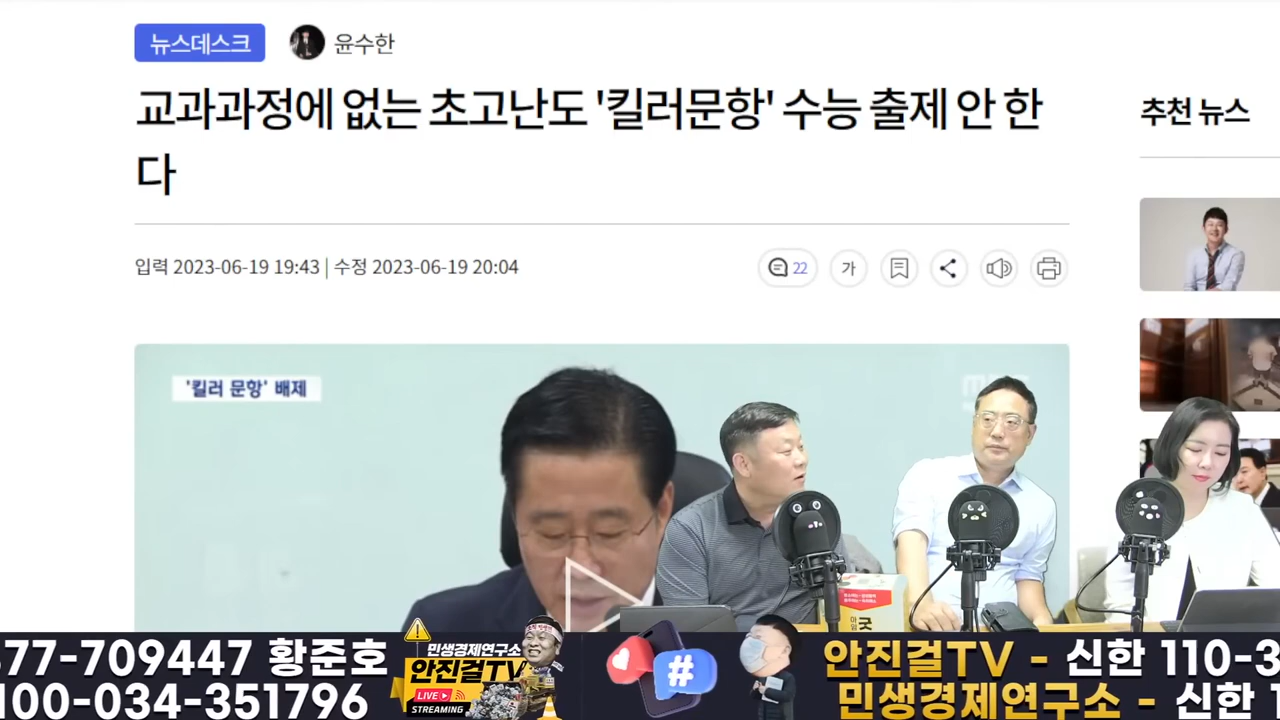 뉴스데스크
윤수한
교과과정에 없는 초고난도 '킬러문항' 수능 출제 안 한
다
추천 뉴스
입력 2023-06-19 19:43 | 수정 2023-06-19 20:04
22
가
'킬러 문항' 배제
mbc
굿
377-709447 황준호
100-034-351796
민생경제연구소
안진걸TV
LIVE
STREAMING
#
안진걸TV - 신한 110-3
민생경제연구소 - 신한 1